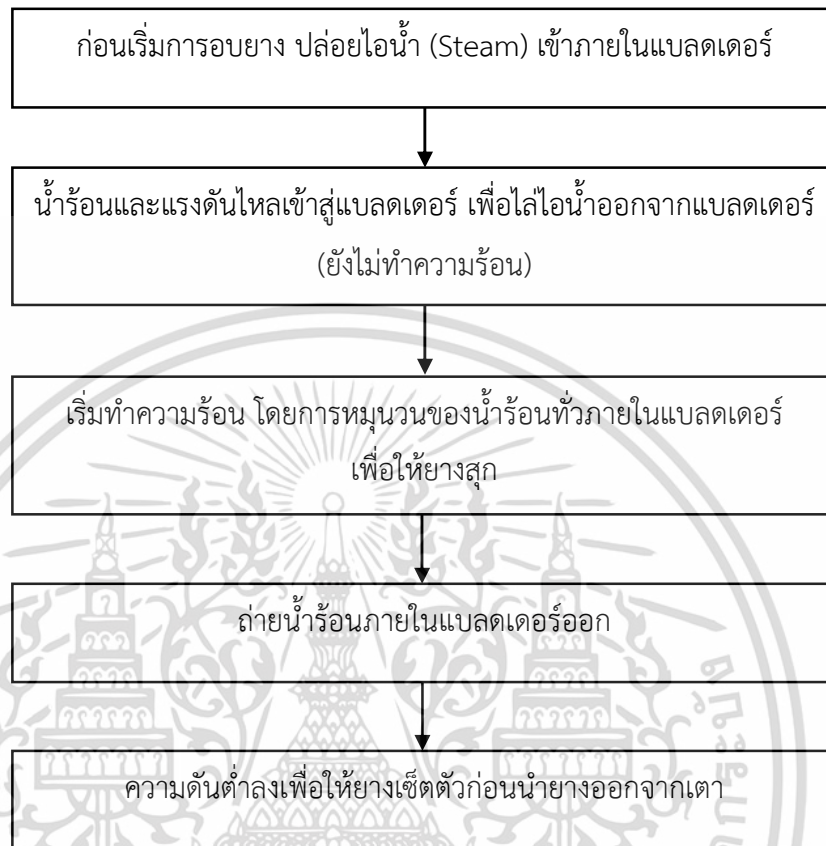 ก่อนเริ่มการอบยาง ปล่อยไอน้ำ (Steam) เข้าภายในแบลดเดอร์
น้ำร้อนและแรงดันไหลเข้าสู่แบลดเดอร์ เพื่อไล่ไอน้ำออกจากแบลดเดอร์
(ยังไม่ทำความร้อน)
เริ่มทำความร้อน โดยการหมุนวนของน้ำร้อนทั่วภายในแบลดเดอร์
เพื่อให้ยางสุก
ถ่ายน้ำร้อนภายในแบลดเดอร์ออก
ความดันต่ำลงเพื่อให้ยางเซ็ตตัวก่อนนำยางออกจากเตา